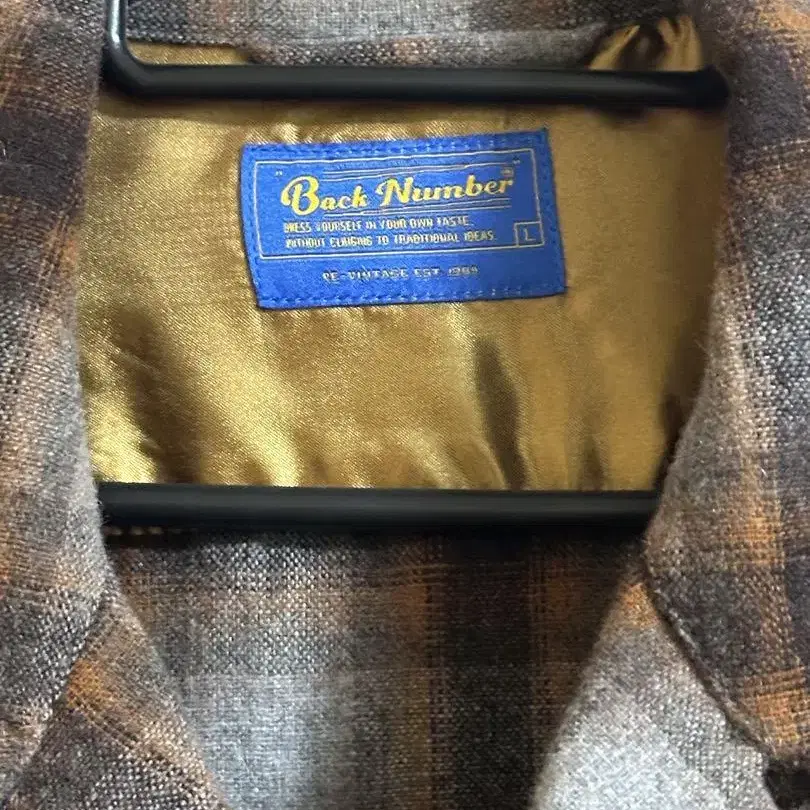 "Back Number"
DRESS YOURSELF IN YOUR OWN TASTE.
WITHOUT CLINGING TO TRADITIONAL IDEAS.
L
RE-VINTAGE EST. 1989